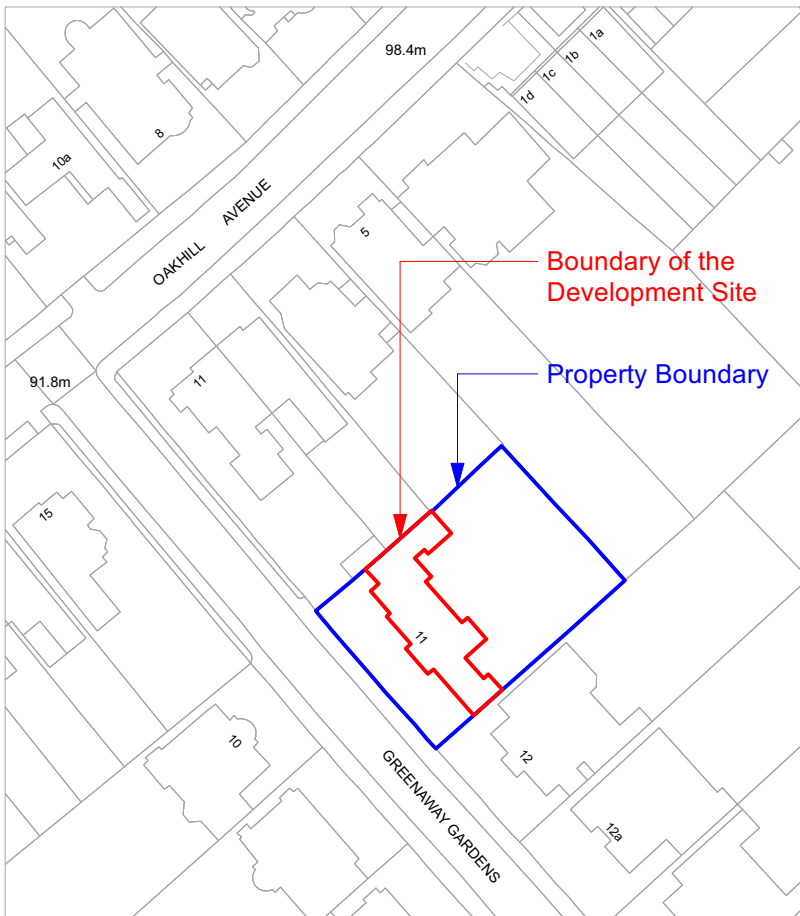 98.4m
1a
1b
1c
1d
8
10a
OAKHILL AVENUE
5
Boundary of the
Development Site
Property Boundary
91.8m
11
15
11
10
12
GREENAWAY GARDENS
12a